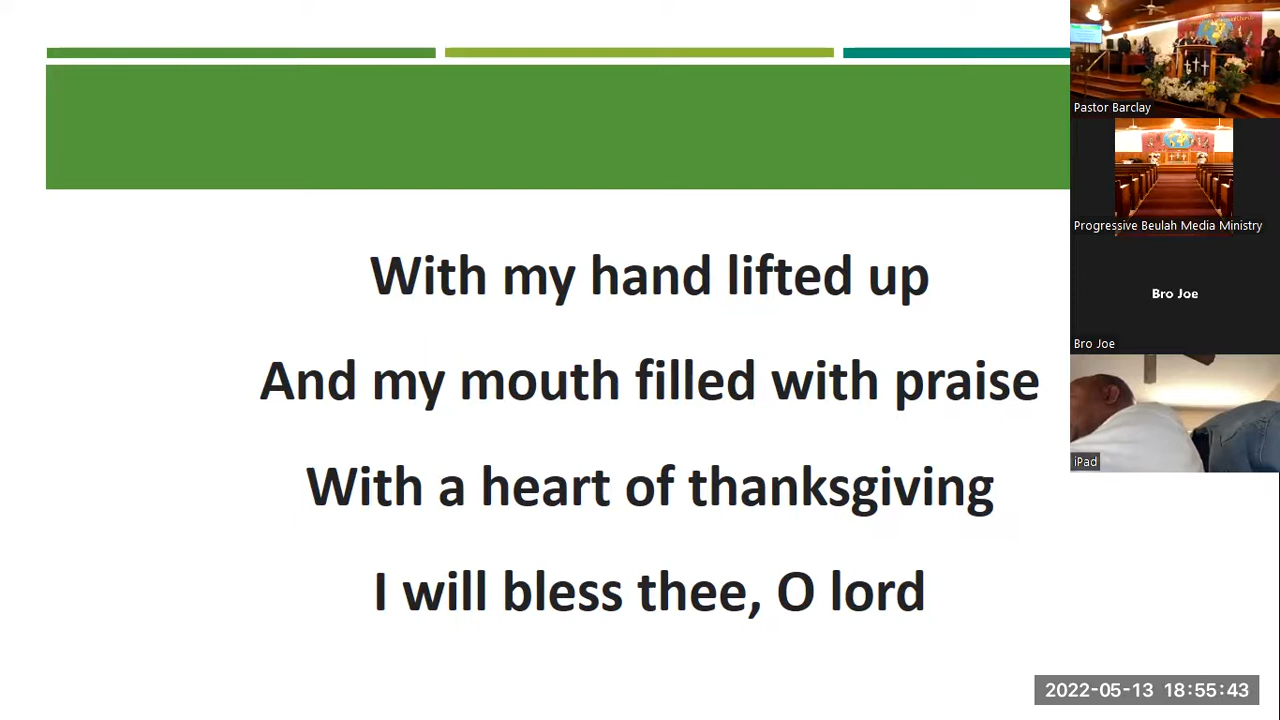 With my hand lifted up
And my mouth filled with praise
With a heart of thanksgiving
I will bless thee, O lord
Pastor Barclay
Progressive Beulah Media Ministry
Bro Joe
Bro Joe
iPad
2022-05-13 18:55:43